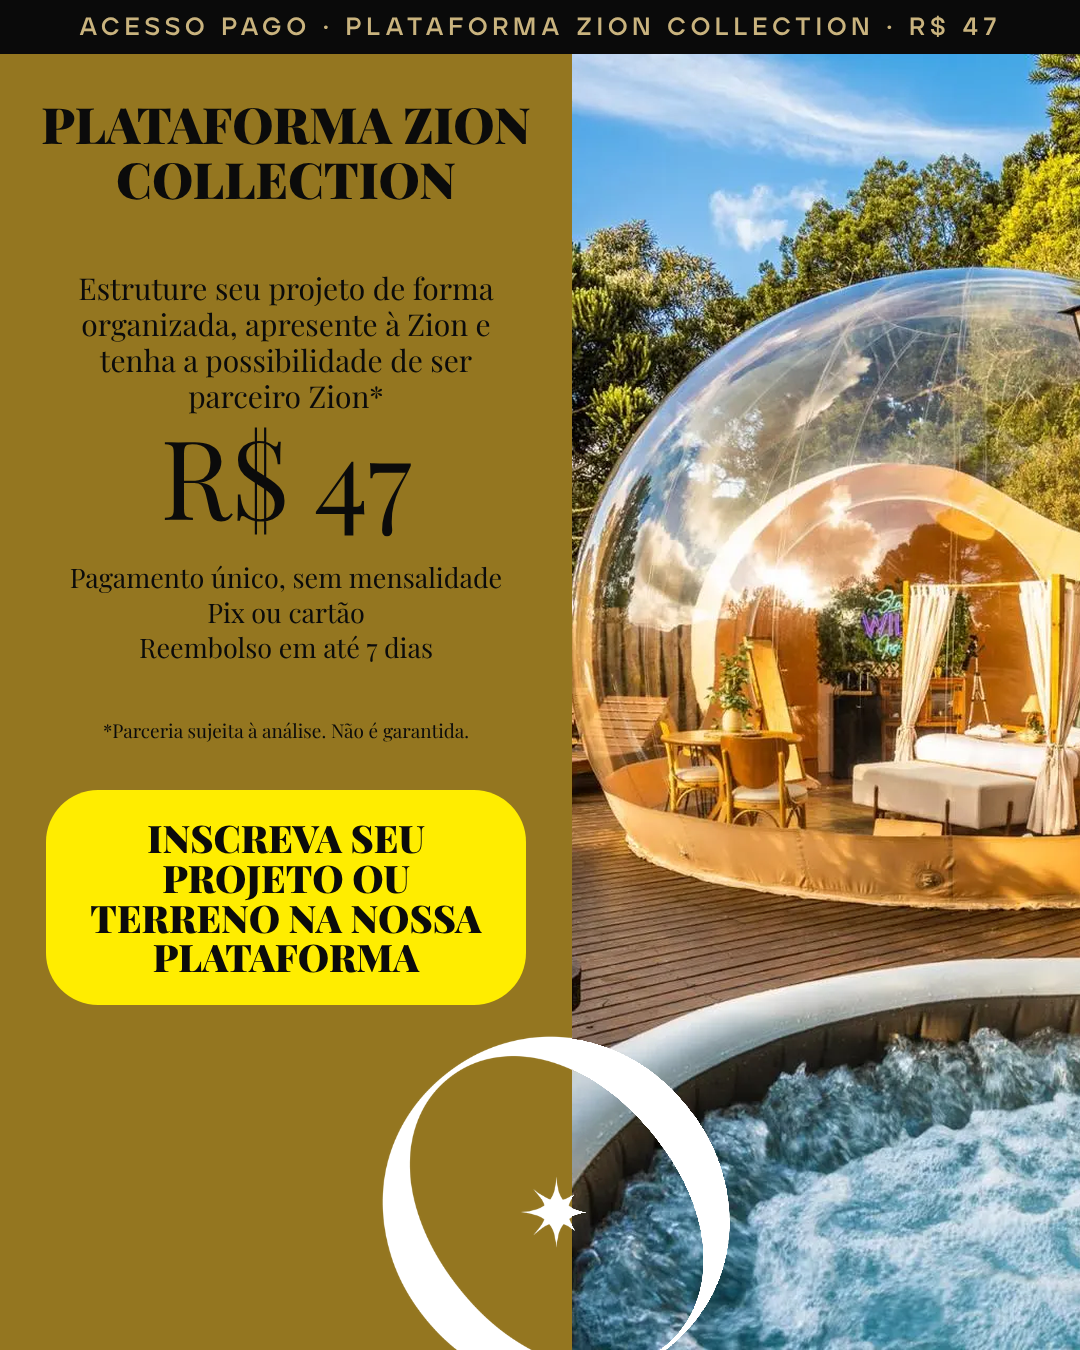 ACESSO PAGO · PLATAFORMA ZION COLLECTION · R$ 47
PLATAFORMA ZION
COLLECTION
Estruture seu projeto de forma
organizada, apresente à Zion e
tenha a possibilidade de ser
parceiro Zion*
R$ 47
Pagamento único, sem mensalidade
Pix ou cartão
Reembolso em até 7 dias
*Parceria sujeita à análise. Não é garantida.
INSCREVA SEU
PROJETO OU
TERRENO NA NOSSA
PLATAFORMA